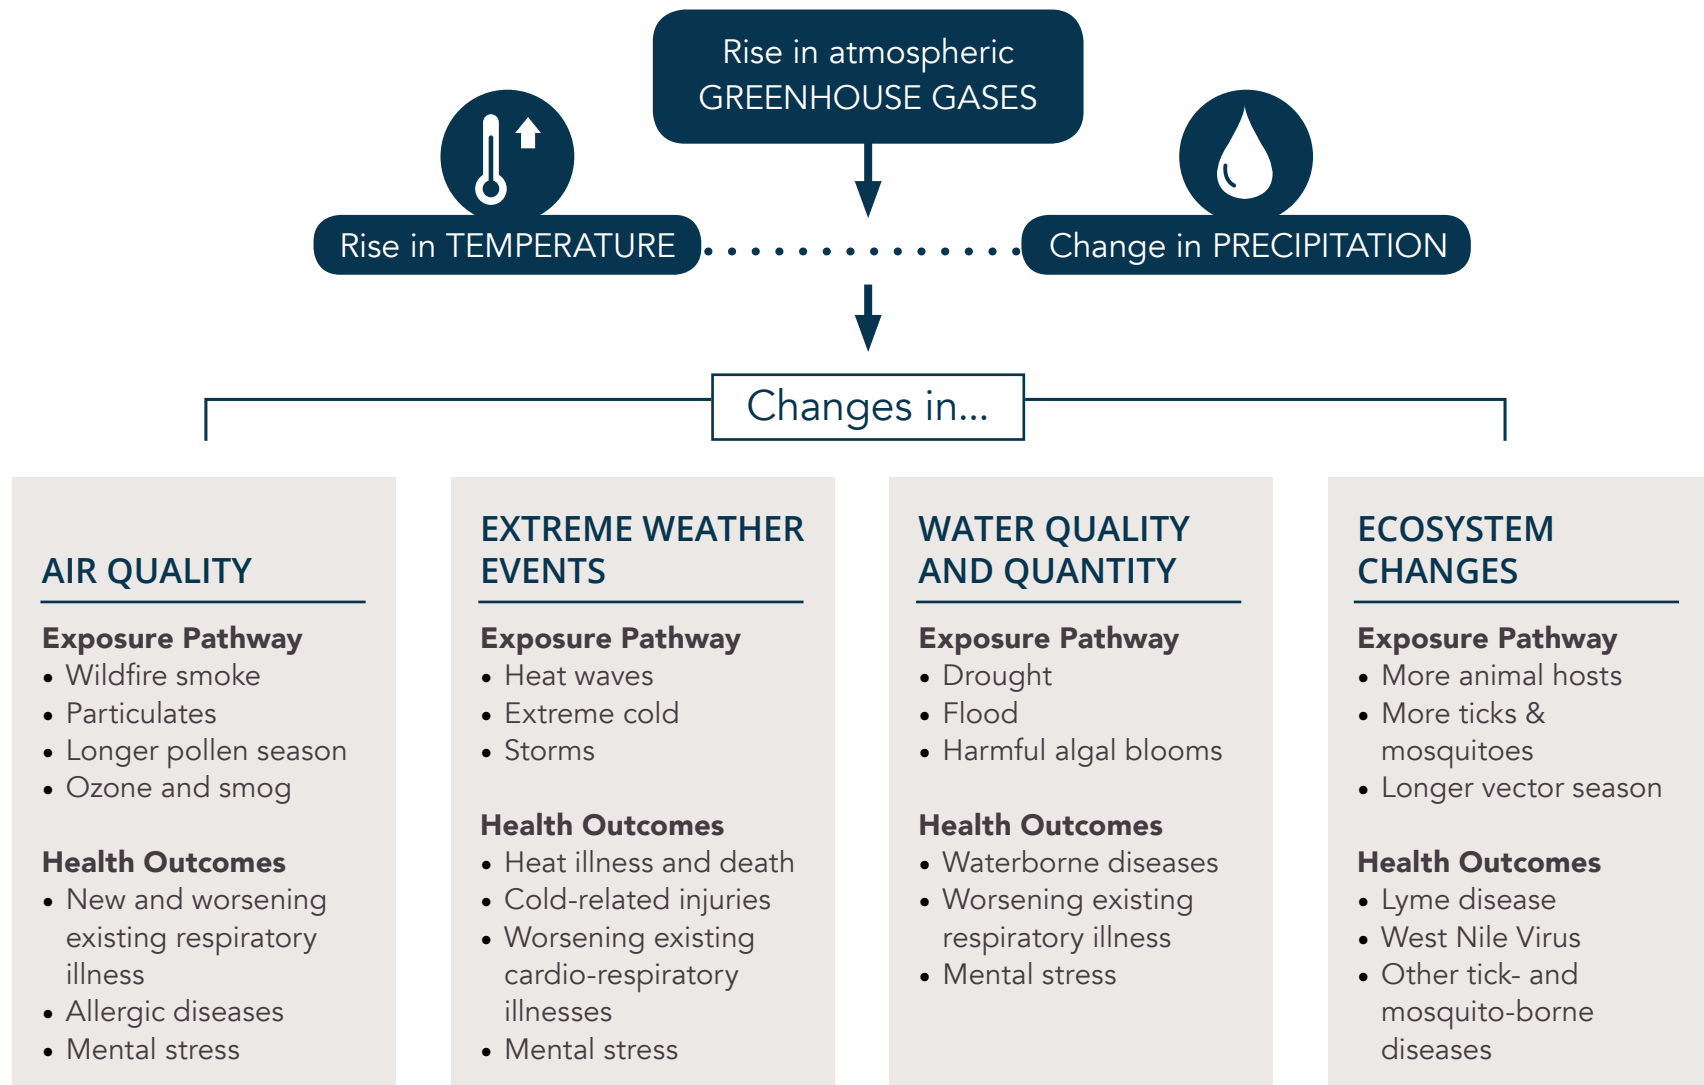 Rise in atmospheric
GREENHOUSE GASES
Rise in TEMPERATURE
Change in PRECIPITATION
Changes in...
AIR QUALITY
Exposure Pathway
• Wildfire smoke
• Particulates
• Longer pollen season
• Ozone and smog
Health Outcomes
• New and worsening
existing respiratory
illness
• Allergic diseases
• Mental stress
EXTREME WEATHER
EVENTS
Exposure Pathway
• Heat waves
• Extreme cold
• Storms
Health Outcomes
• Heat illness and death
• Cold-related injuries
• Worsening existing
cardio-respiratory
illnesses
• Mental stress
WATER QUALITY
AND QUANTITY
Exposure Pathway
• Drought
• Flood
• Harmful algal blooms
Health Outcomes
• Waterborne diseases
• Worsening existing
respiratory illness
• Mental stress
ECOSYSTEM
CHANGES
Exposure Pathway
• More animal hosts
• More ticks &
mosquitoes
• Longer vector season
Health Outcomes
• Lyme disease
• West Nile Virus
• Other tick- and
mosquito-borne
diseases